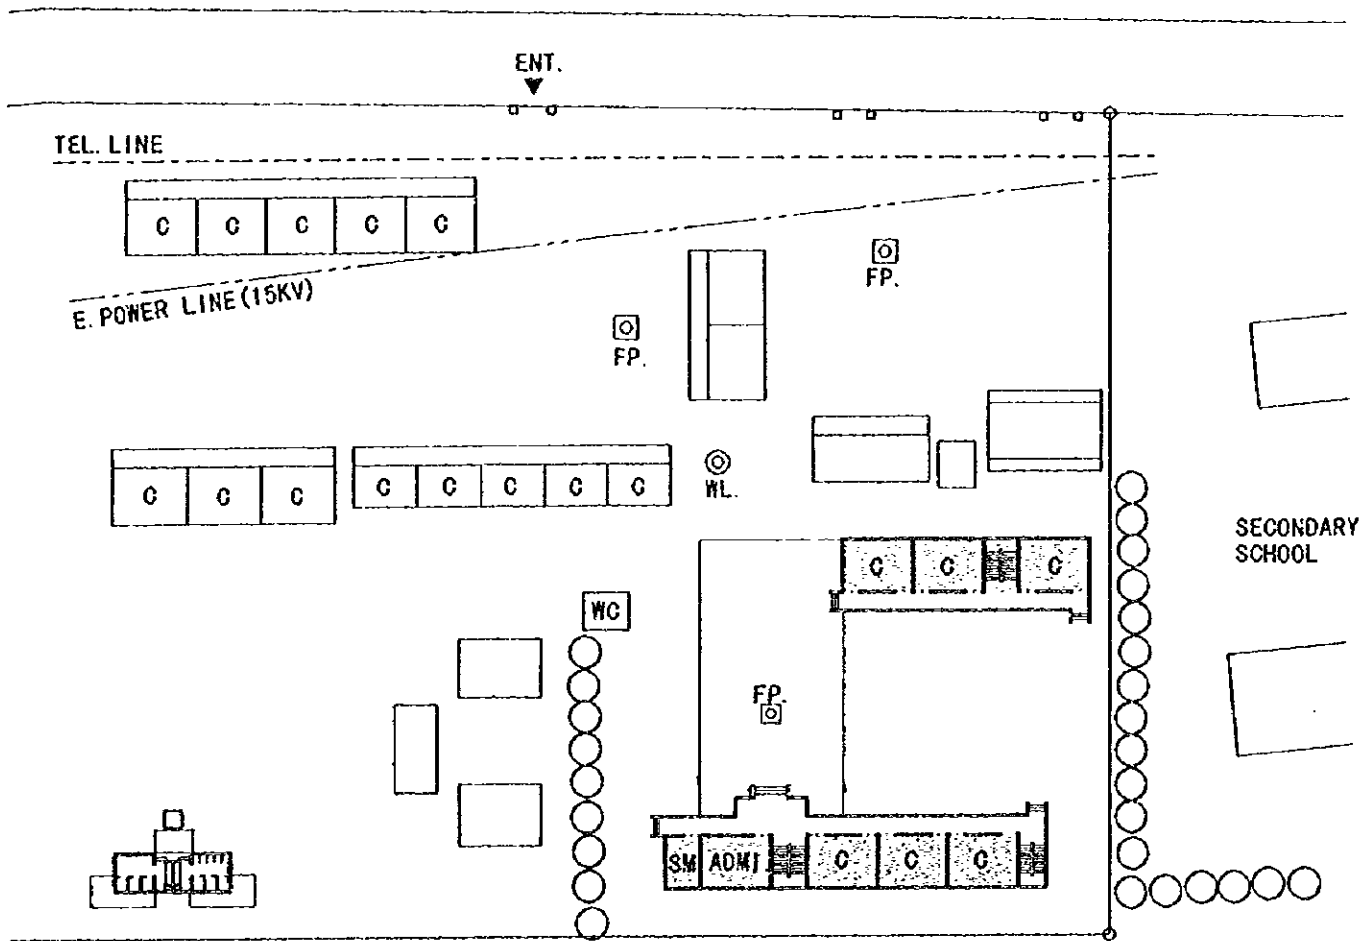 ENT.
TEL. LINE
C C C C C
E. POWER LINE(15KV)
FP.
FP.
C C C
C C C C C
WL.
SECONDARY
SCHOOL
C C C
WC
FP.
SM ADMI. C C C